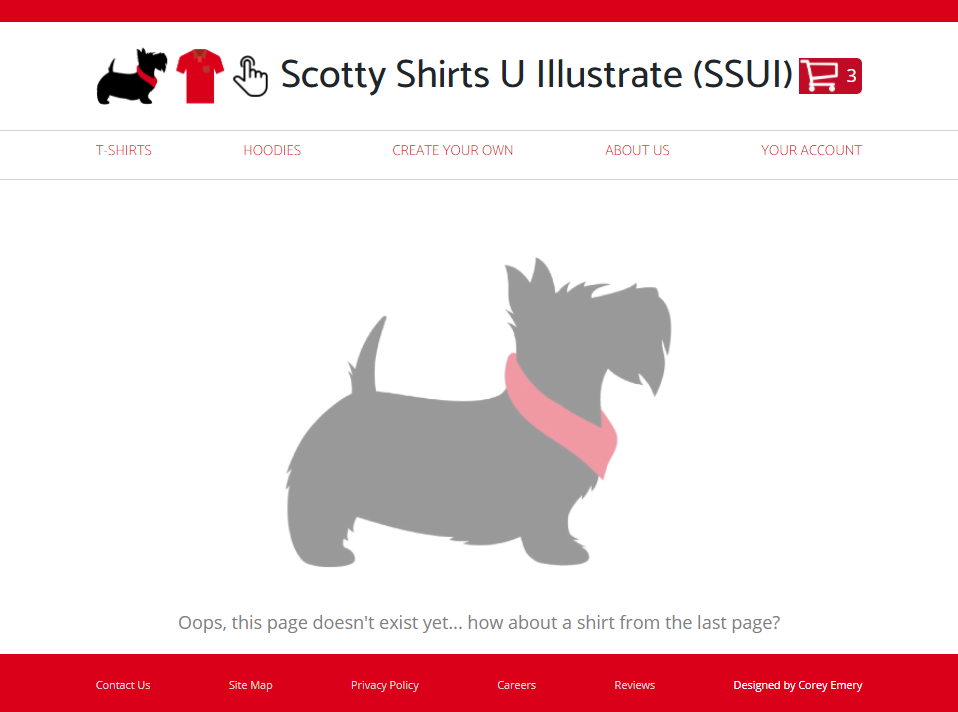 Scotty Shirts U Illustrate (SSUI) 3
T-SHIRTS HOODIES CREATE YOUR OWN ABOUT US YOUR ACCOUNT
Oops, this page doesn't exist yet... how about a shirt from the last page?
Contact Us Site Map Privacy Policy Careers Reviews Designed by Corey Emery